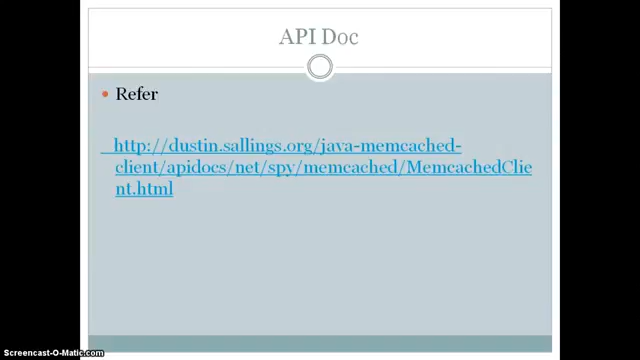 API Doc
Refer
http://dustin.sallings.org/java-memcached-
client/apidocs/net/spy/memcached/MemcachedClie
nt.html
Screencast-O-Matic.com